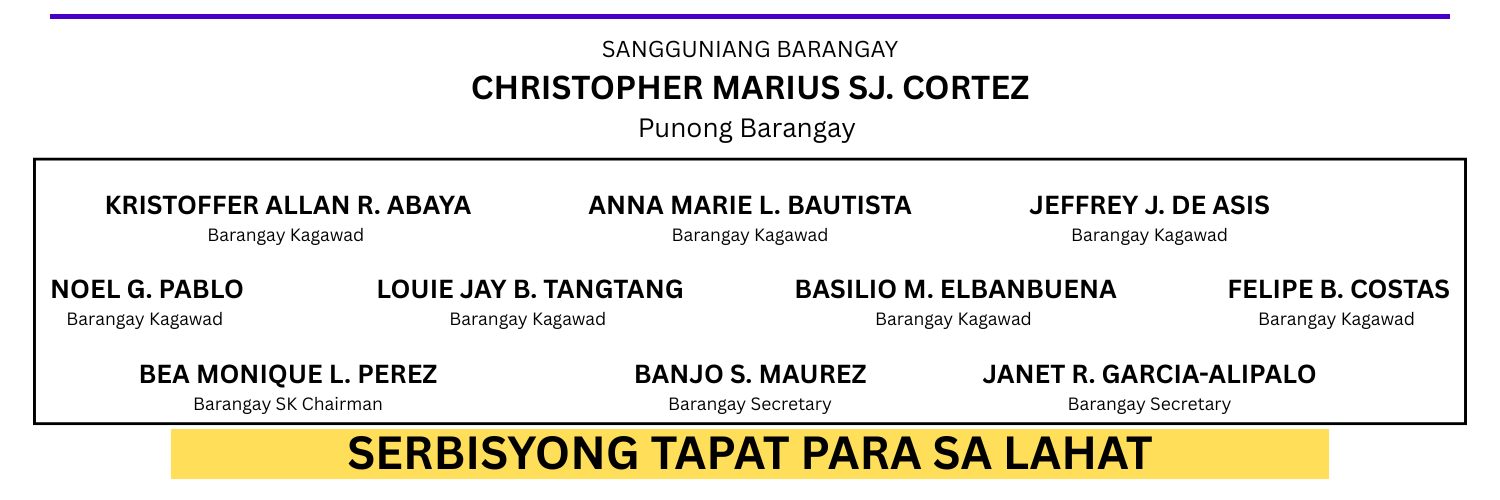 SANGGUNIANG BARANGAY
CHRISTOPHER MARIUS SJ. CORTEZ
Punong Barangay
KRISTOFFER ALLAN R. ABAYA ANNA MARIE L. BAUTISTA JEFFREY J. DE ASIS
Barangay Kagawad Barangay Kagawad Barangay Kagawad
NOEL G. PABLO LOUIE JAY B. TANGTANG BASILIO M. ELBANBUENA FELIPE B. COSTAS
Barangay Kagawad Barangay Kagawad Barangay Kagawad Barangay Kagawad
BEA MONIQUE L. PEREZ BANJO S. MAUREZ JANET R. GARCIA-ALIPALO
Barangay SK Chairman Barangay Secretary Barangay Secretary
SERBISYONG TAPAT PARA SA LAHAT